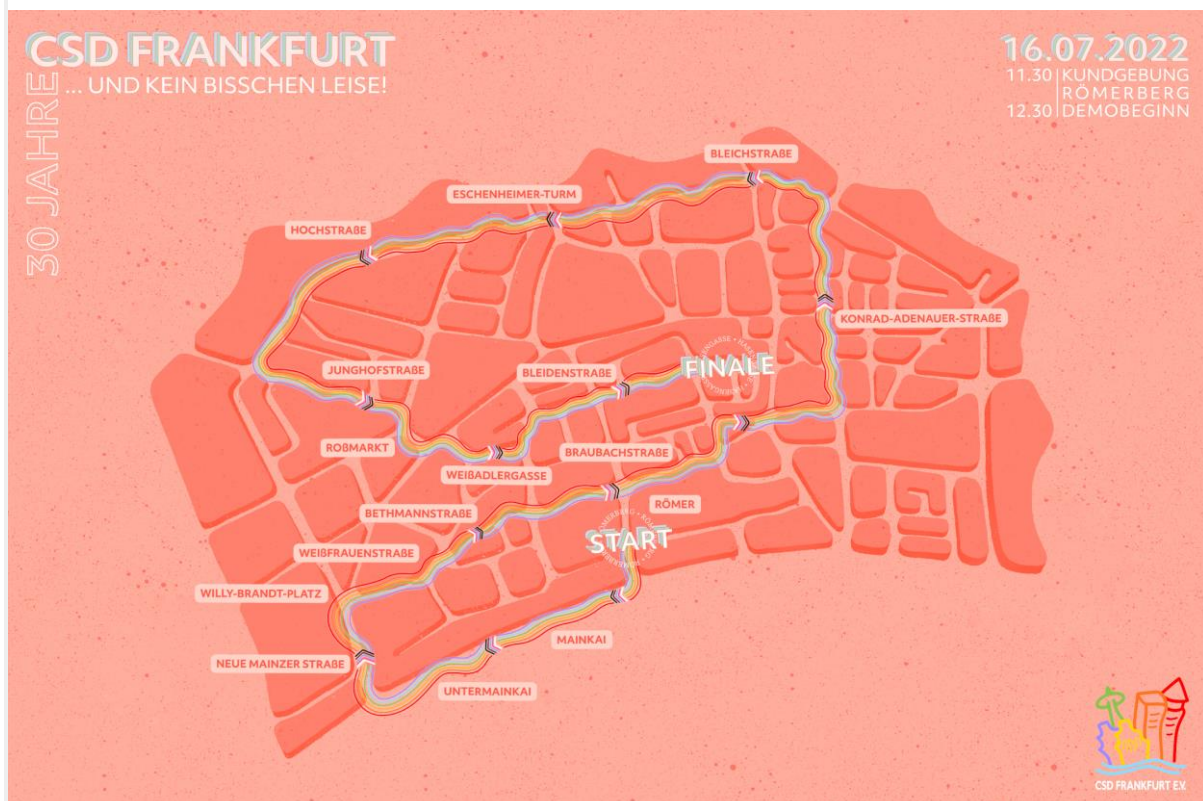 CSD FRANKFURT
... UND KEIN BISSCHEN LEISE!
30 JAHRE
16.07.2022
11.30 | KUNDGEBUNG
RÖMERBERG
12.30 | DEMOBEGINN
BLEICHSTRAßE
ESCHENHEIMER-TURM
HOCHSTRAßE
KONRAD-ADENAUER-STRAßE
JUNGHOFSTRAßE
BLEIDENSTRAßE
FINALE
ROßMARKT
WEIßADLERGASSE
BRAUBACHSTRAßE
RÖMER
BETHMANNSTRAßE
START
WEIßFRAUENSTRAßE
WILLY-BRANDT-PLATZ
MAINKAI
NEUE MAINZER STRAßE
UNTERMAINKAI
CSD FRANKFURT E.V.